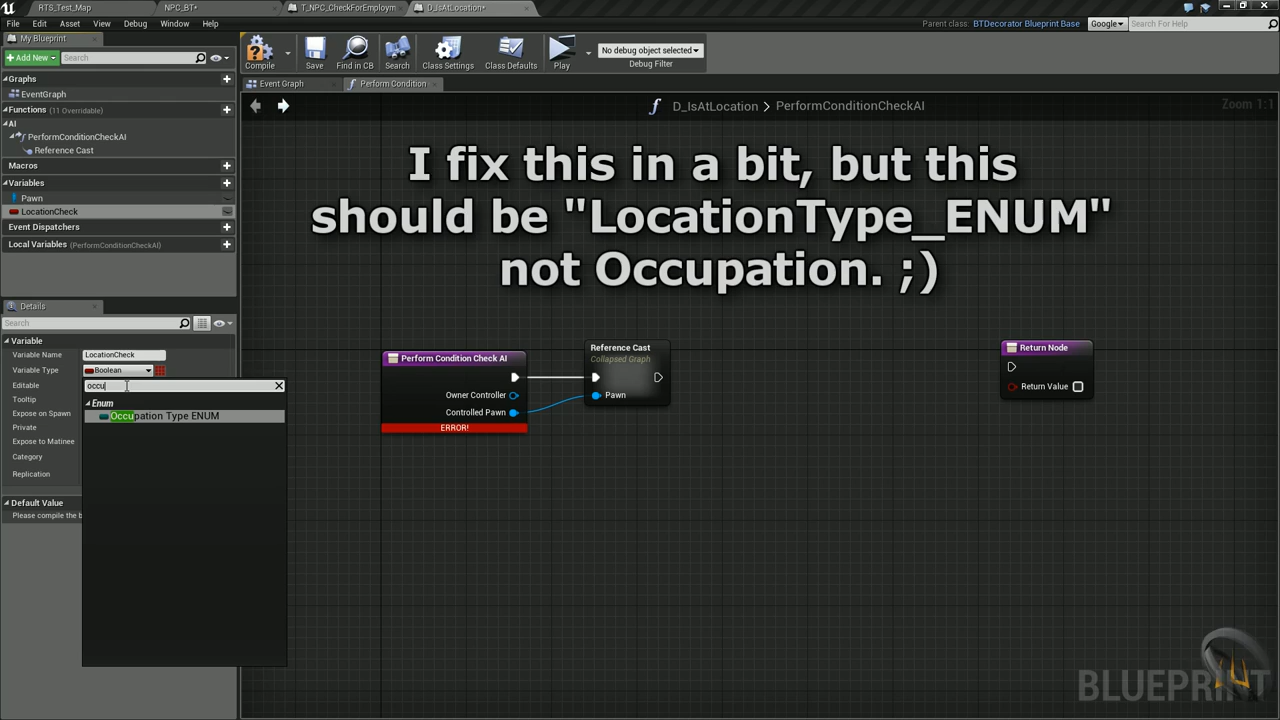 RTS_Test_Map
NPC_BT*
T_NPC_CheckForEmploym
D_IsAtLocation*
File Edit Asset View Debug Window Help
Parent class: BTDecorator Blueprint Base
Google
Search For Help
My Blueprint
Add New
Search
Compile
Save
Find in CB
Search
Class Settings
Class Defaults
Play
No debug object selected
Debug Filter
Graphs
EventGraph
Functions (11 Overridable)
AI
PerformConditionCheckAI
Reference Cast
Macros
Variables
Pawn
LocationCheck
Event Dispatchers
Local Variables (PerformConditionCheckAI)
Event Graph
Perform Condition
D_IsAtLocation > PerformConditionCheckAI
Zoom 1:1
I fix this in a bit, but this
should be "LocationType_ENUM"
not Occupation. ;)
Details
Search
Variable
Variable Name LocationCheck
Variable Type Boolean
Editable
Tooltip
Expose on Spawn
Private
Expose to Matinee
Category
Replication
occu
Enum
Occupation Type ENUM
Default Value
Please compile the b
Perform Condition Check AI
Owner Controller
Controlled Pawn
ERROR!
Reference Cast
Collapsed Graph
Pawn
Return Node
Return Value
BLUEPRINT